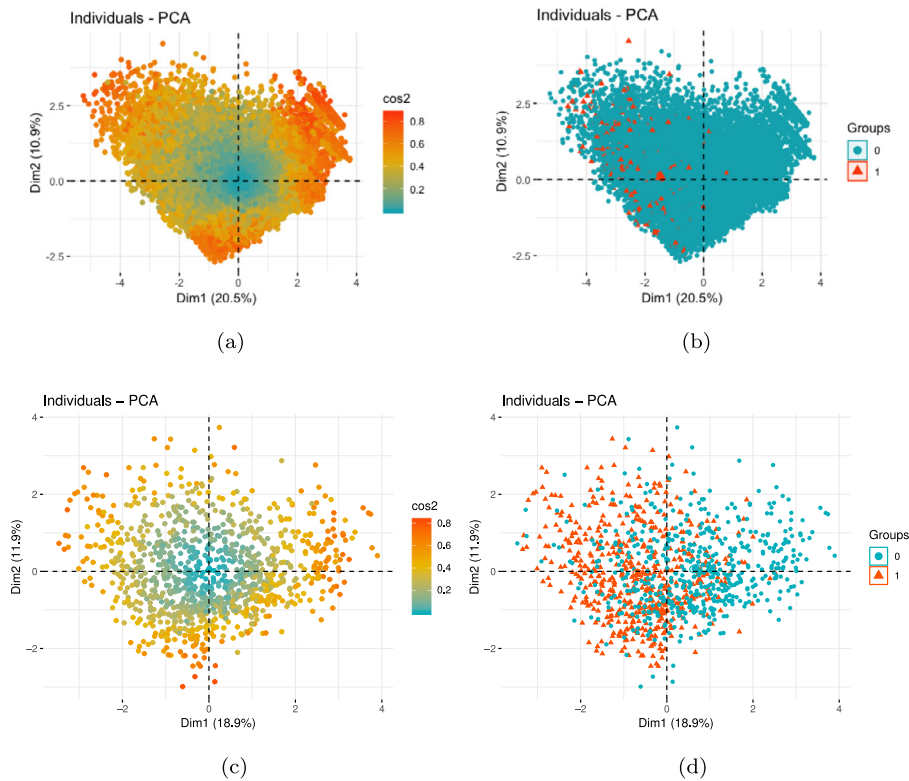 Individuals - PCA
2.5
0.0
-2.5
Dim2 (10.9%)
-4
-2
0
2
4
Dim1 (20.5%)
cos2
0.8
0.6
0.4
0.2
(a)
Individuals - PCA
2.5
0.0
-2.5
Dim2 (10.9%)
-4
-2
0
2
4
Dim1 (20.5%)
Groups
0
1
(b)
Individuals – PCA
4
2
0
−2
Dim2 (11.9%)
−2
0
2
4
Dim1 (18.9%)
cos2
0.8
0.6
0.4
0.2
(c)
Individuals – PCA
4
2
0
−2
Dim2 (11.9%)
−2
0
2
4
Dim1 (18.9%)
Groups
0
1
(d)